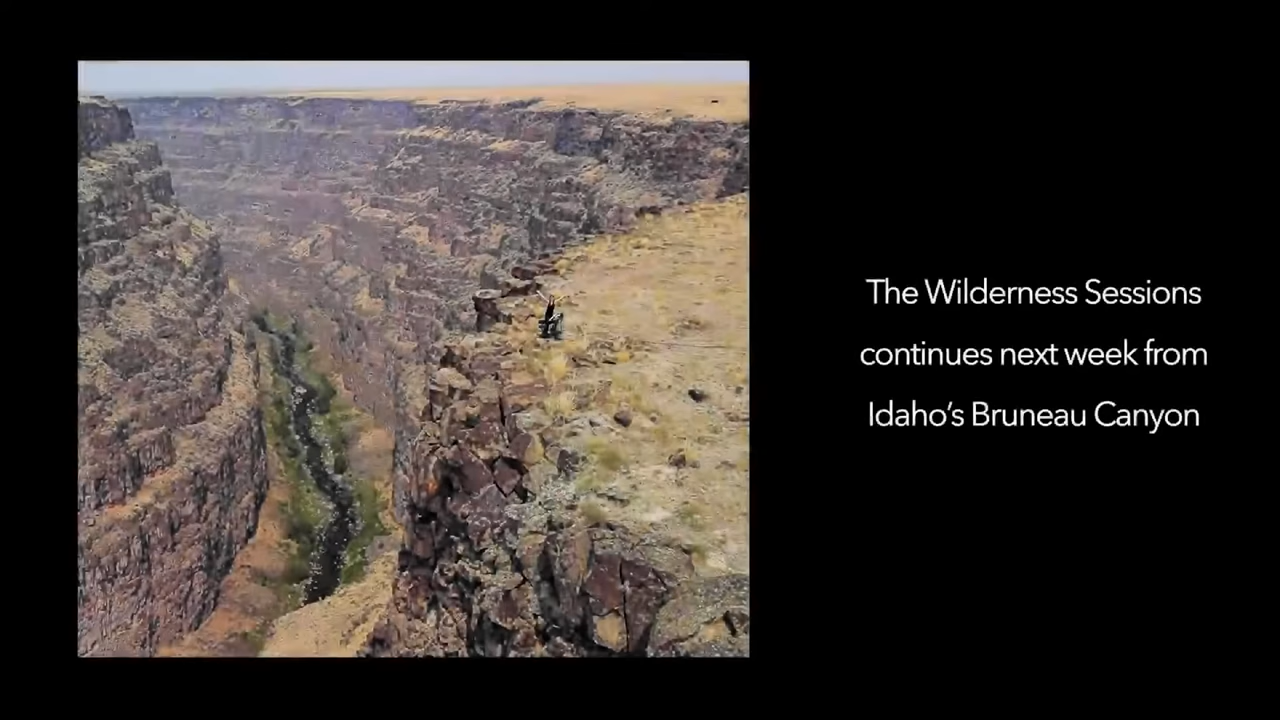 The Wilderness Sessions
continues next week from
Idaho's Bruneau Canyon